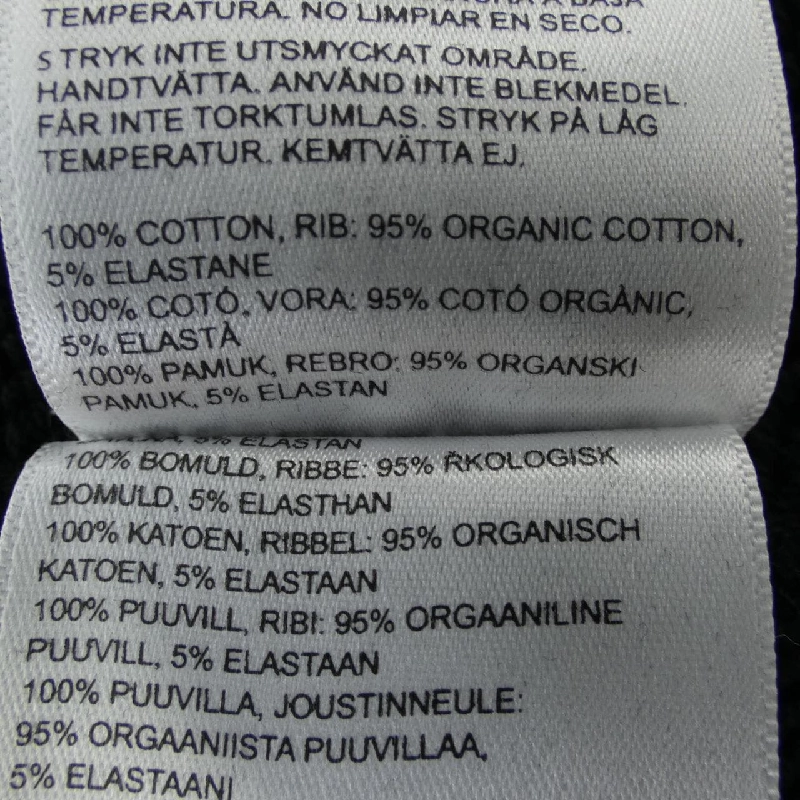 TEMPERATURA. NO LIMPIAR EN SECO.
STRYK INTE UTSMYCKAT OMRÅDE.
HANDTVÄTTA. ANVÄND INTE BLEKMEDEL.
FÅR INTE TORKTUMLAS. STRYK PÅ LÅG
TEMPERATUR. KEMTVÄTTA EJ.
100% COTTON, RIB: 95% ORGANIC COTTON,
5% ELASTANE
100% COTÓ, VORA: 95% COTÓ ORGÀNIC,
5% ELASTÀ
100% PAMUK, REBRO: 95% ORGANSKI
PAMUK, 5% ELASTAN
5% ELASTAN
100% BOMULD, RIBBE: 95% ŘKOLOGISK
BOMULD, 5% ELASTHAN
100% KATOEN, RIBBEL: 95% ORGANISCH
KATOEN, 5% ELASTAAN
100% PUUVILL, RIBI: 95% ORGAANILINE
PUUVILL, 5% ELASTAAN
100% PUUVILLA, JOUSTINNEULE:
95% ORGAANIISTA PUUVILLAA,
5% ELASTAANI